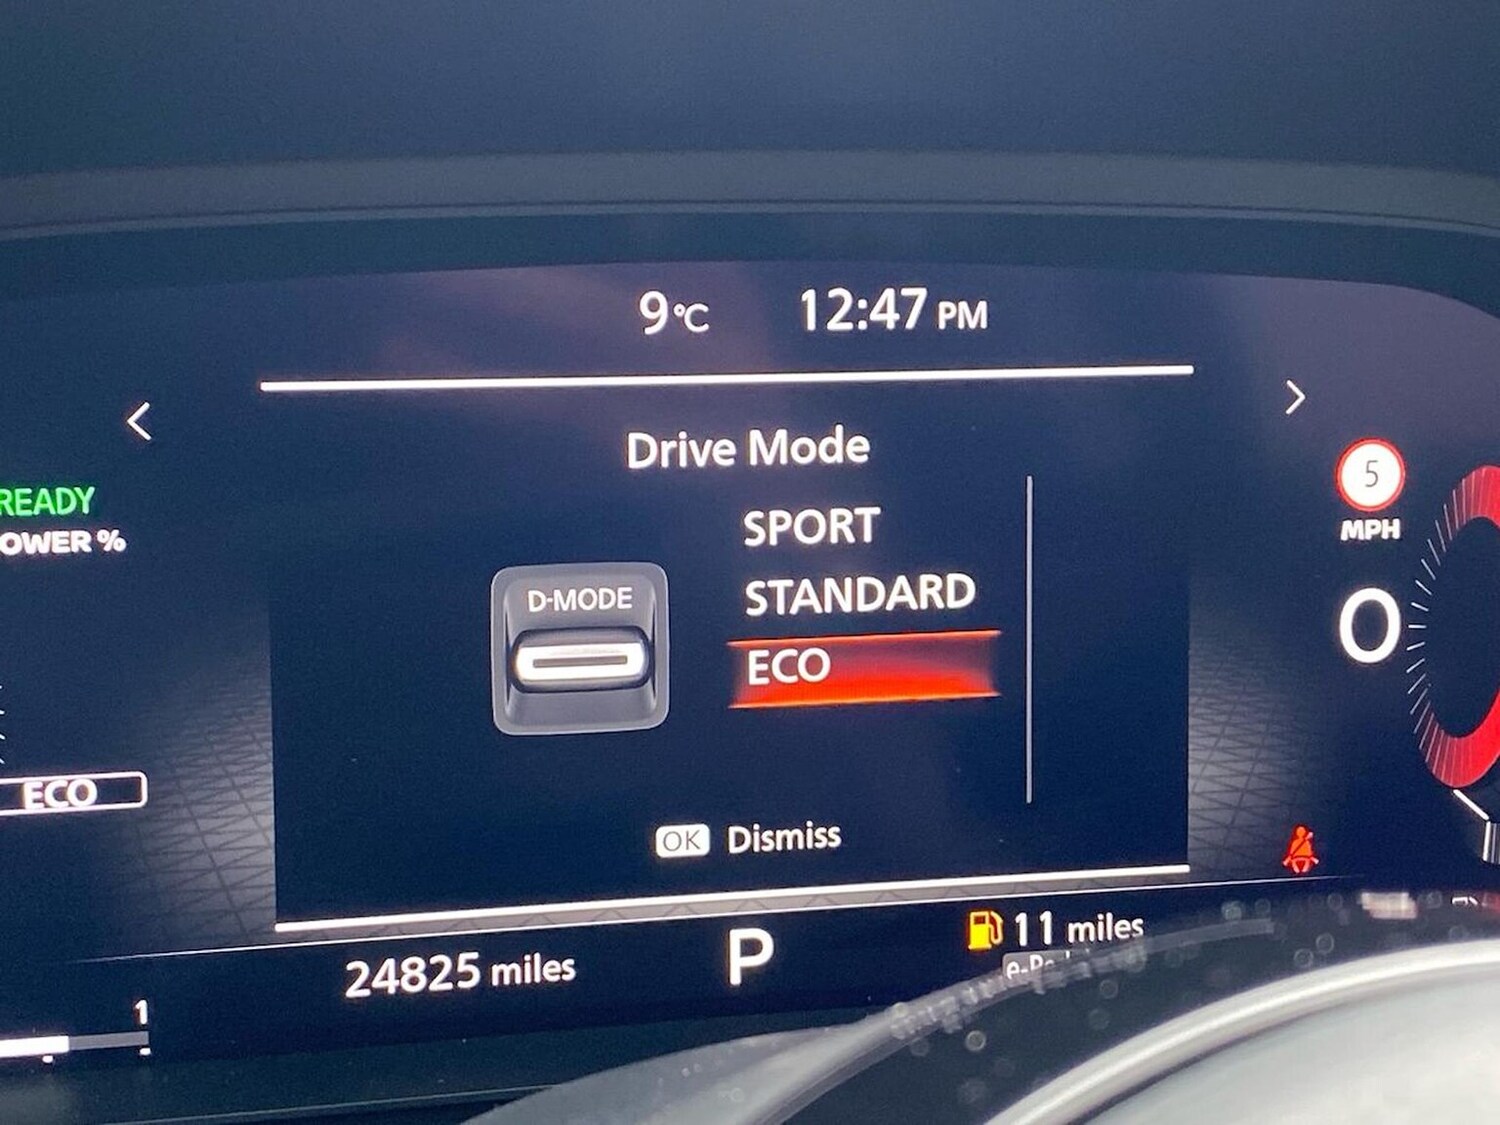 9°C 12:47 PM
Drive Mode
5
MPH
READY
OWER %
SPORT
D-MODE
STANDARD
0
ECO
ECO
OK Dismiss
24825 miles
P
11 miles
1